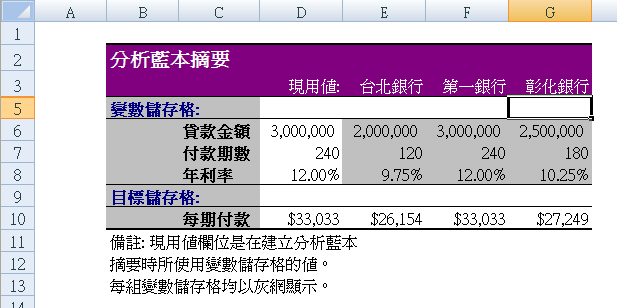 A B C D E F G
1
2 分析藍本摘要
3 現用值: 台北銀行 第一銀行 彰化銀行
5 變數儲存格:
6 貸款金額 3,000,000 2,000,000 3,000,000 2,500,000
7 付款期數 240 120 240 180
8 年利率 12.00% 9.75% 12.00% 10.25%
9 目標儲存格:
10 每期付款 $33,033 $26,154 $33,033 $27,249
11 備註: 現用值欄位是在建立分析藍本
12 摘要時所使用變數儲存格的值。
13 每組變數儲存格均以灰網顯示。
14